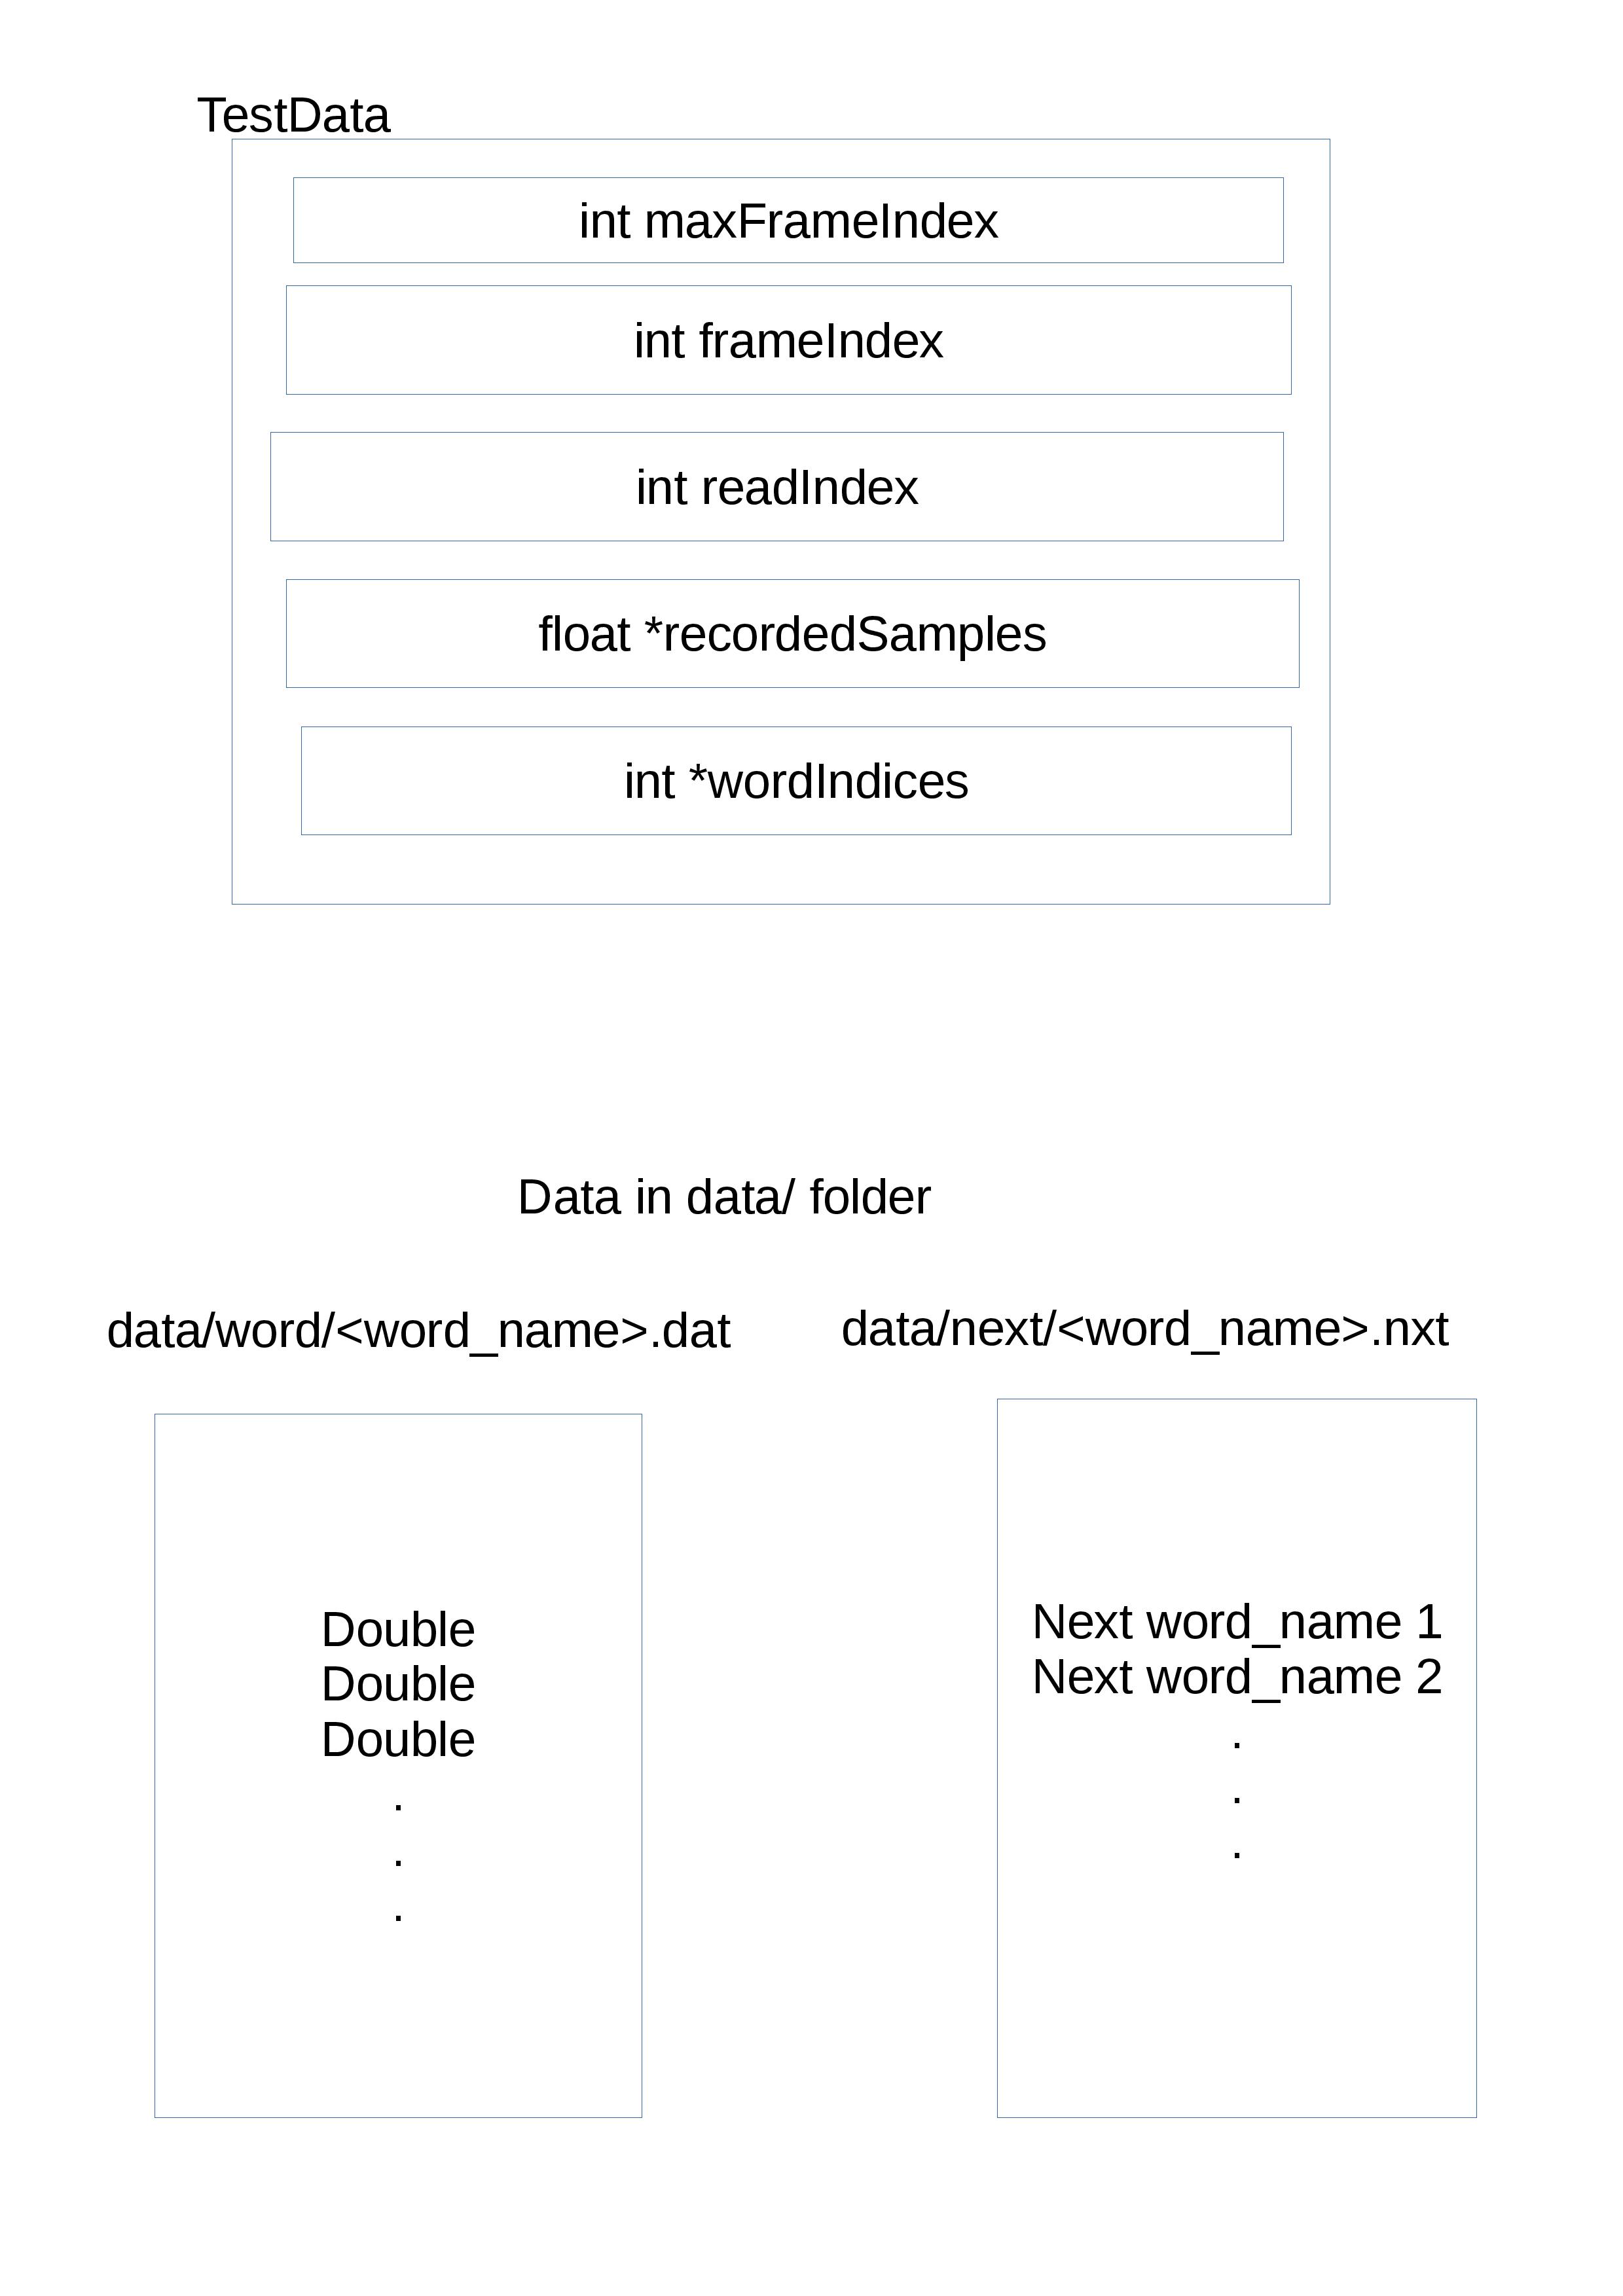 TestData
int maxFrameIndex
int frameIndex
int readIndex
float *recordedSamples
int *wordIndices
Data in data/ folder
data/word/<word_name>.dat
data/next/<word_name>.nxt
Double
Double
Double
.
.
.
Next word_name 1
Next word_name 2
.
.
.